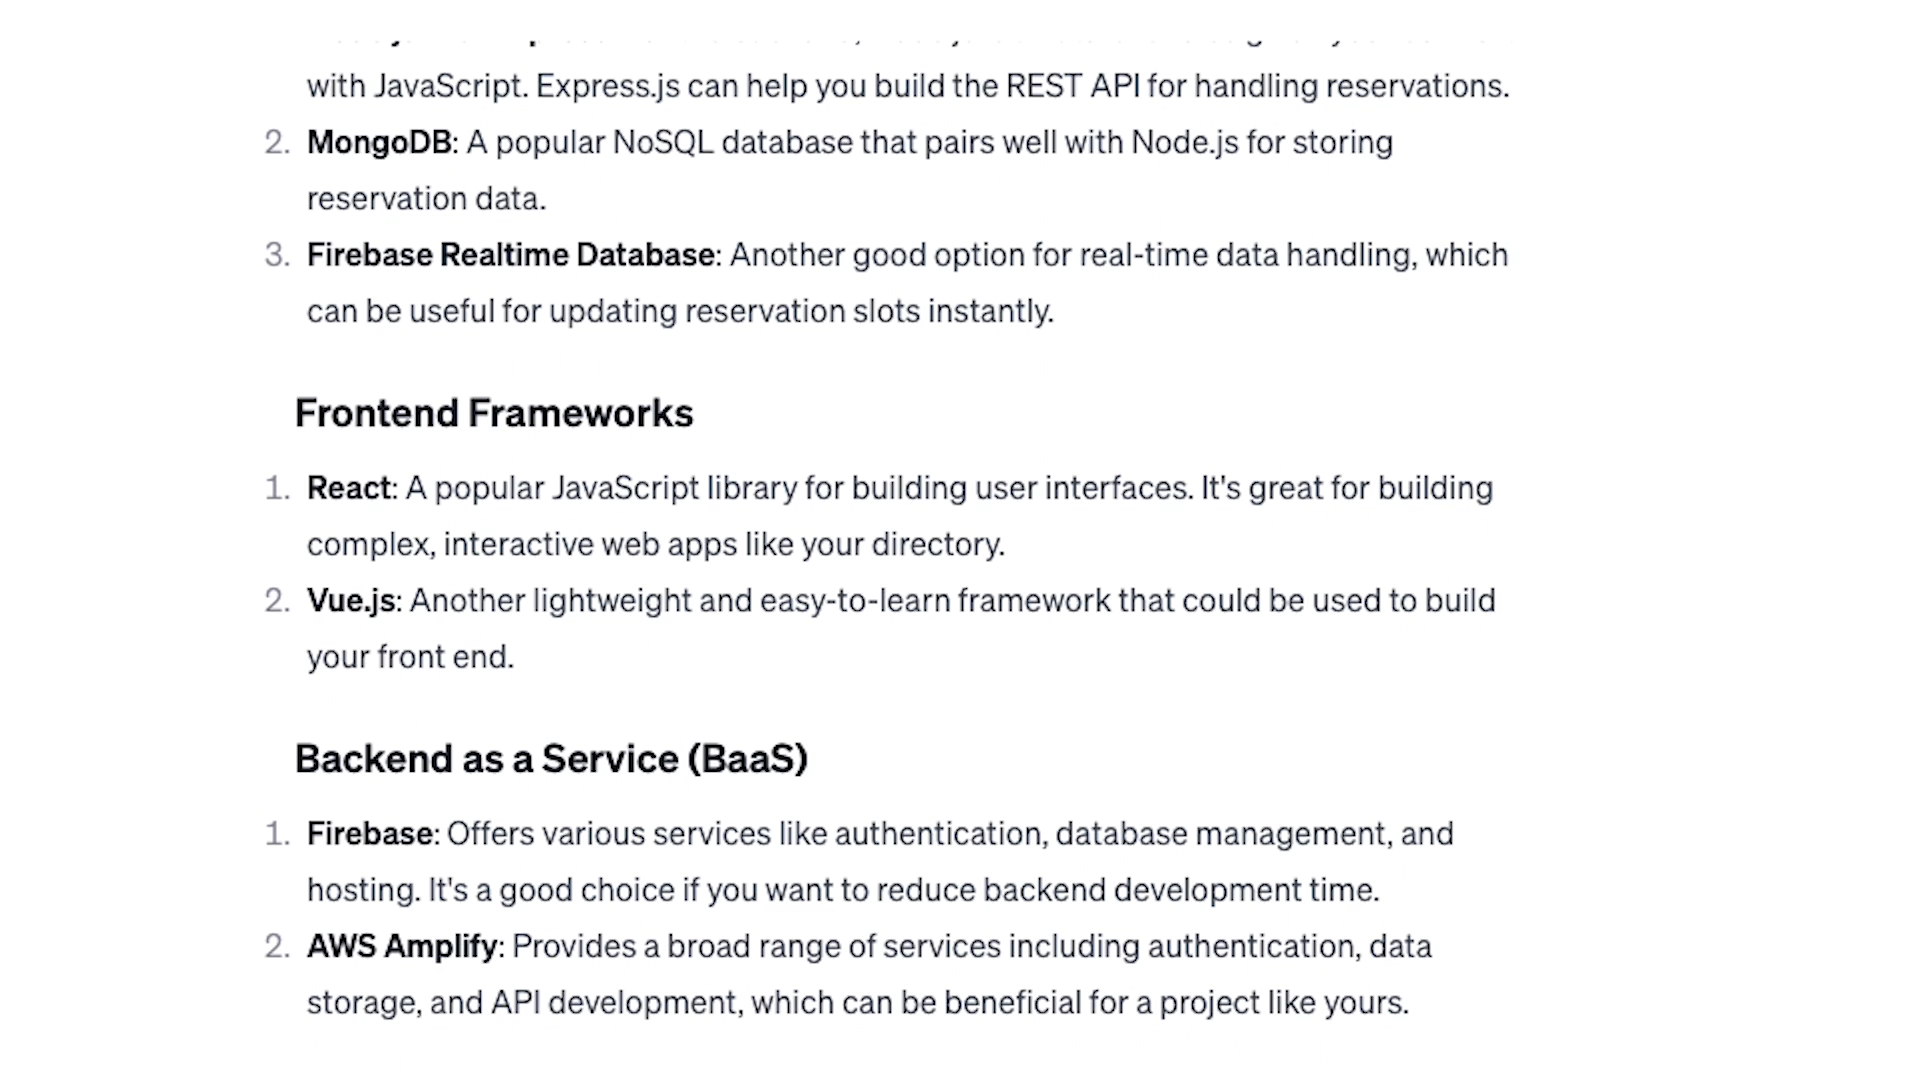 with JavaScript. Express.js can help you build the REST API for handling reservations.
2. MongoDB: A popular NoSQL database that pairs well with Node.js for storing
reservation data.
3. Firebase Realtime Database: Another good option for real-time data handling, which
can be useful for updating reservation slots instantly.
Frontend Frameworks
1. React: A popular JavaScript library for building user interfaces. It's great for building
complex, interactive web apps like your directory.
2. Vue.js: Another lightweight and easy-to-learn framework that could be used to build
your front end.
Backend as a Service (BaaS)
1. Firebase: Offers various services like authentication, database management, and
hosting. It's a good choice if you want to reduce backend development time.
2. AWS Amplify: Provides a broad range of services including authentication, data
storage, and API development, which can be beneficial for a project like yours.